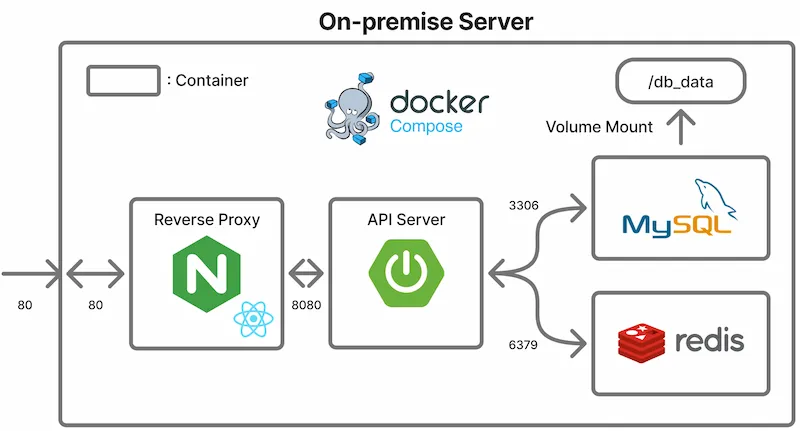 On-premise Server
: Container
docker
Compose
/db_data
Volume Mount
Reverse Proxy
API Server
3306
MySQL
80
80
8080
6379
redis